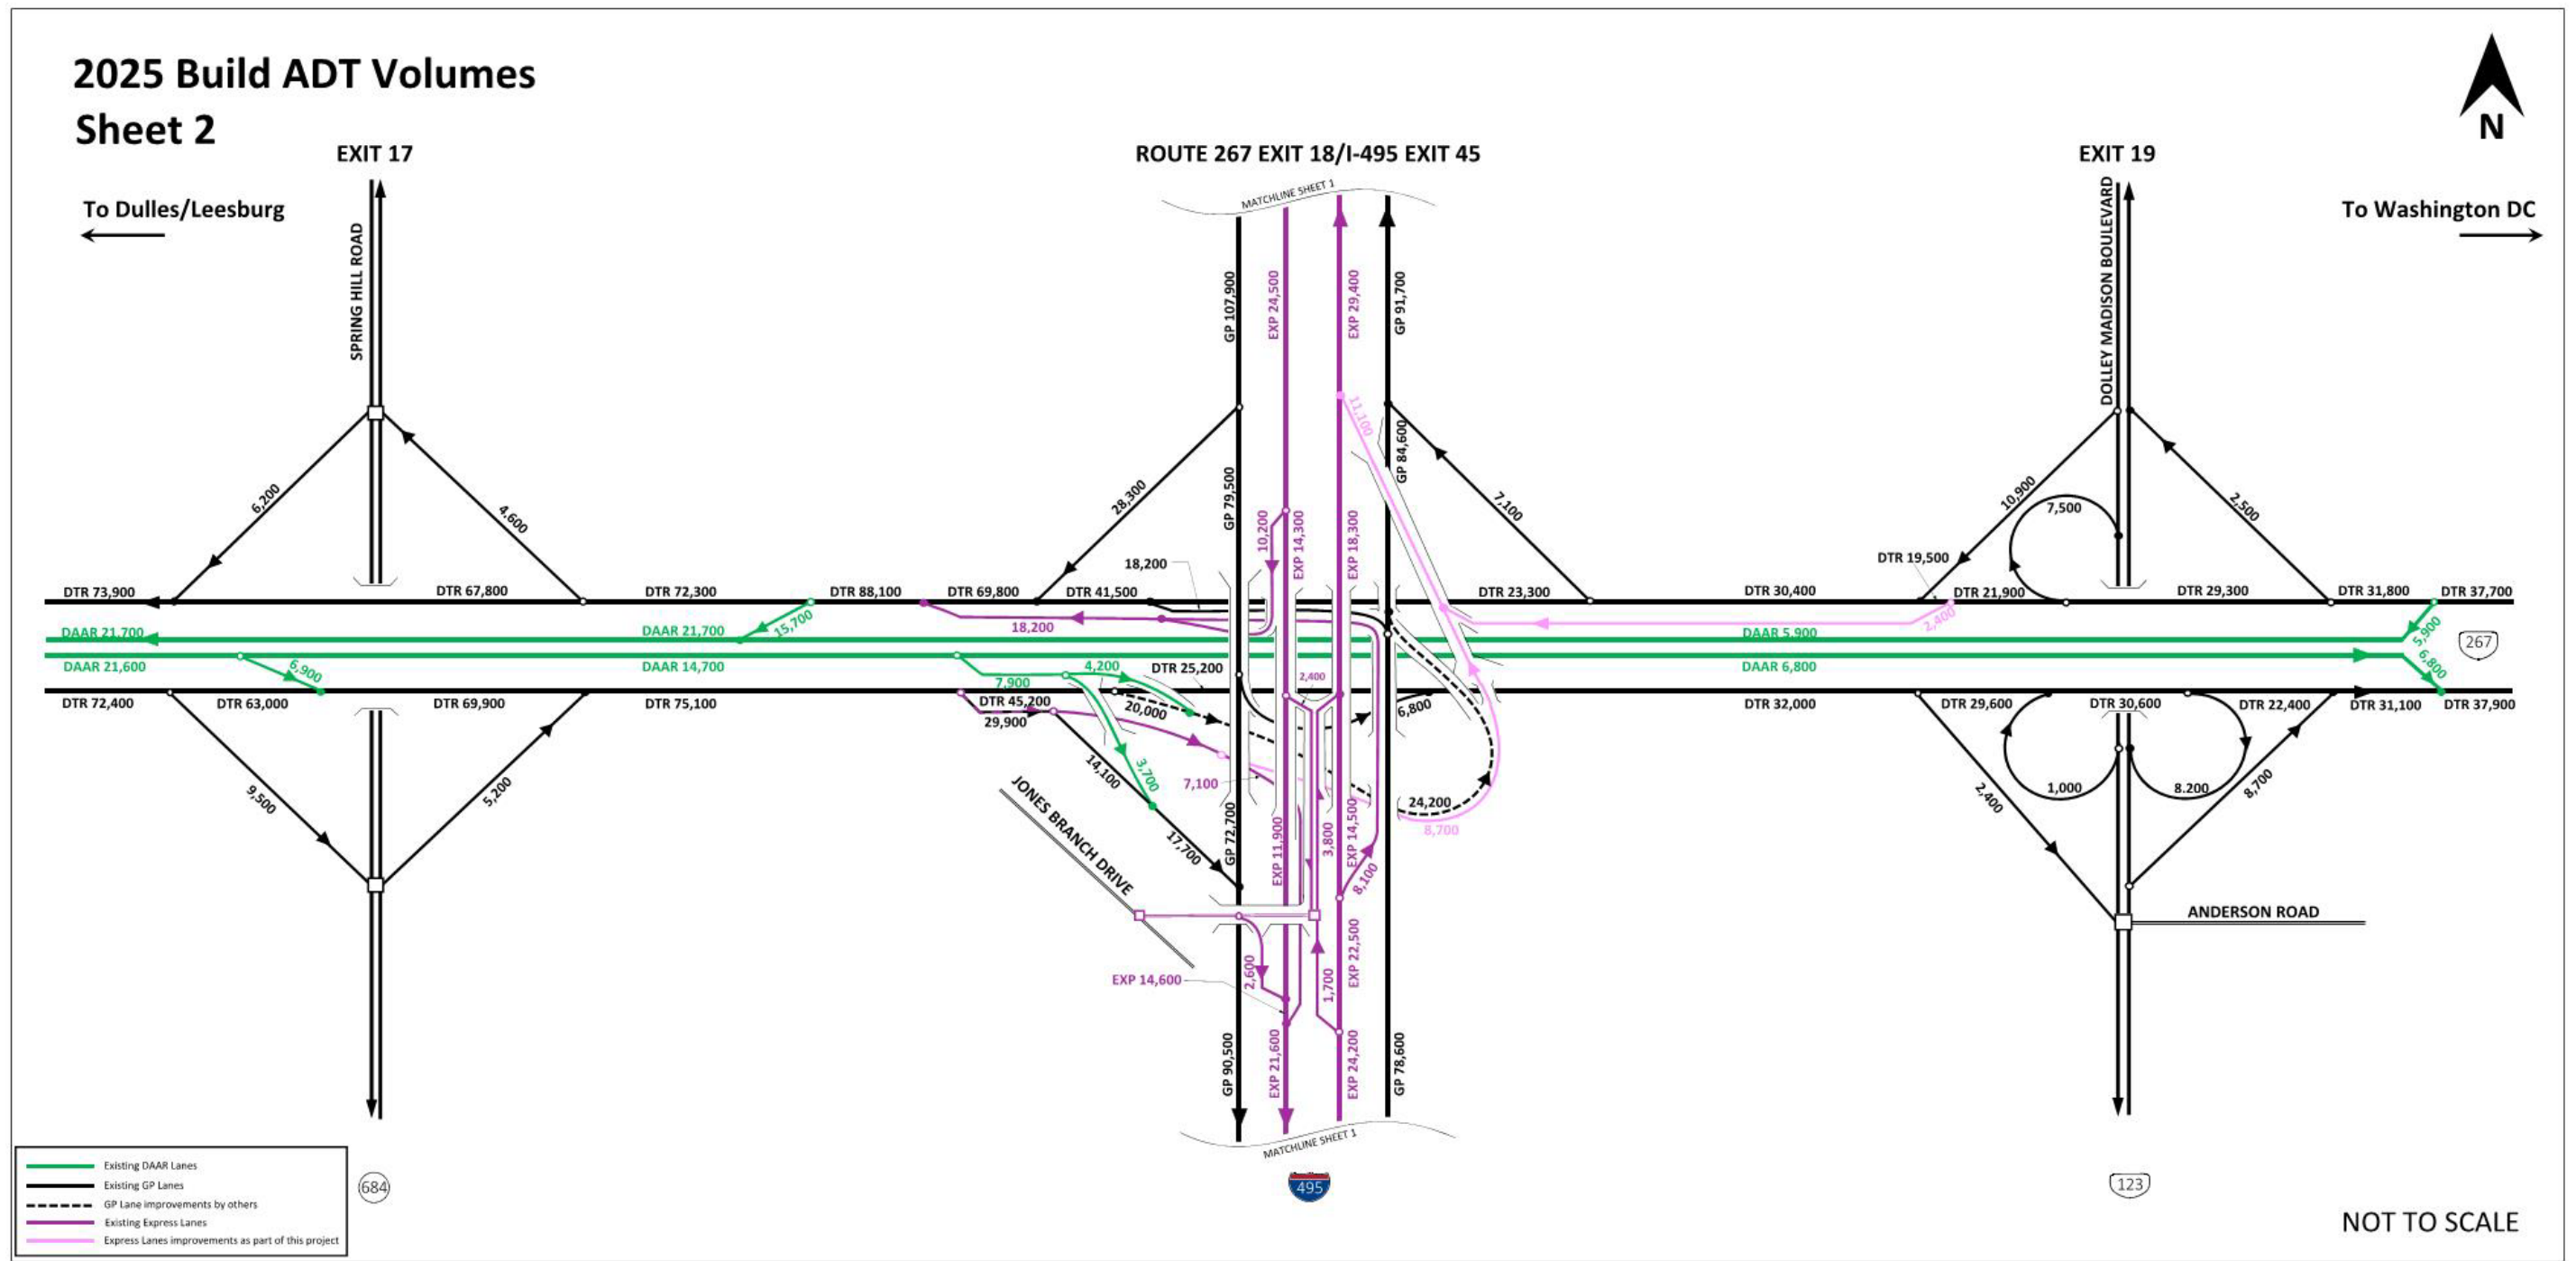 2025 Build ADT Volumes
Sheet 2
EXIT 17
ROUTE 267 EXIT 18/I-495 EXIT 45
EXIT 19
N
To Dulles/Leesburg
To Washington DC
MATCHLINE SHEET 1
SPRING HILL ROAD
DOLLEY MADISON BOULEVARD
GP 107,900
EXP 24,500
EXP 29,400
GP 91,700
11,100
GP 84,600
6,200
4,600
28,300
GP 79,500
10,200
EXP 14,300
EXP 18,300
7,100
10,900
7,500
2,500
18,200
DTR 19,500
DTR 73,900
DTR 67,800
DTR 72,300
DTR 88,100
DTR 69,800
DTR 41,500
DTR 23,300
DTR 30,400
DTR 21,900
DTR 29,300
DTR 31,800
DTR 37,700
15,700
18,200
2,400
5,900
DAAR 21,700
DAAR 21,700
DAAR 5,900
267
DAAR 21,600
6,900
DAAR 14,700
7,900
4,200
DTR 25,200
2,400
DAAR 6,800
6,800
DTR 72,400
DTR 63,000
DTR 69,900
DTR 75,100
DTR 45,200
29,900
20,000
6,800
DTR 32,000
DTR 29,600
DTR 30,600
DTR 22,400
DTR 31,100
DTR 37,900
9,500
5,200
14,100
3,700
7,100
17,700
GP 72,700
EXP 11,900
3,800
EXP 14,500
8,100
24,200
8,700
2,400
1,000
8.200
8,700
JONES BRANCH DRIVE
ANDERSON ROAD
EXP 14,600
2,600
1,700
EXP 22,500
GP 90,500
EXP 21,600
EXP 24,200
GP 78,600
MATCHLINE SHEET 1
Existing DAAR Lanes
Existing GP Lanes
GP Lane improvements by others
Existing Express Lanes
Express Lanes improvements as part of this project
684
495
123
NOT TO SCALE